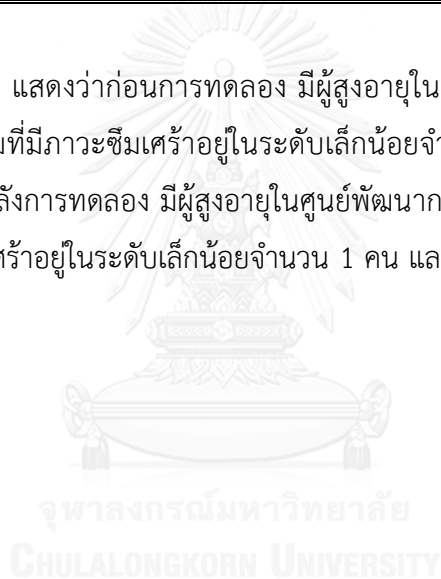 แสดงว่าก่อนการทดลอง มีผู้สูงอายุใน
มที่มีภาวะซึมเศร้าอยู่ในระดับเล็กน้อยจำ
ลังการทดลอง มีผู้สูงอายุในศูนย์พัฒนาก
ศร้าอยู่ในระดับเล็กน้อยจำนวน 1 คน และ
จุฬาลงกรณ์มหาวิทยาลัย
CHULALONGKORN UNIVERSITY